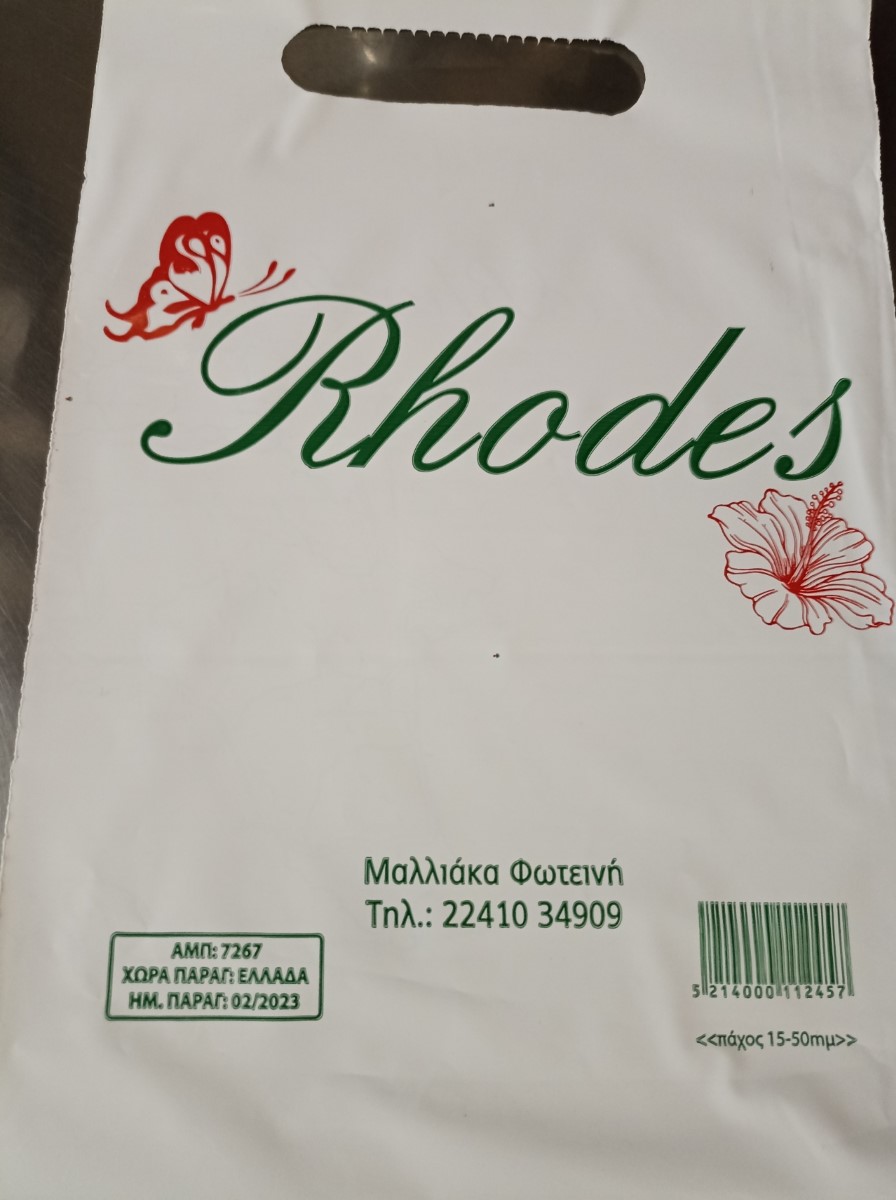 Rhodes
Μαλλιάκα Φωτεινή
Τηλ.: 22410 34909
ΑΜΠ: 7267
ΧΩΡΑ ΠΑΡΑΓ: ΕΛΛΑΔΑ
ΗΜ. ΠΑΡΑΓ: 02/2023
5 214000 112457
<<πάχος 15-50mμ>>